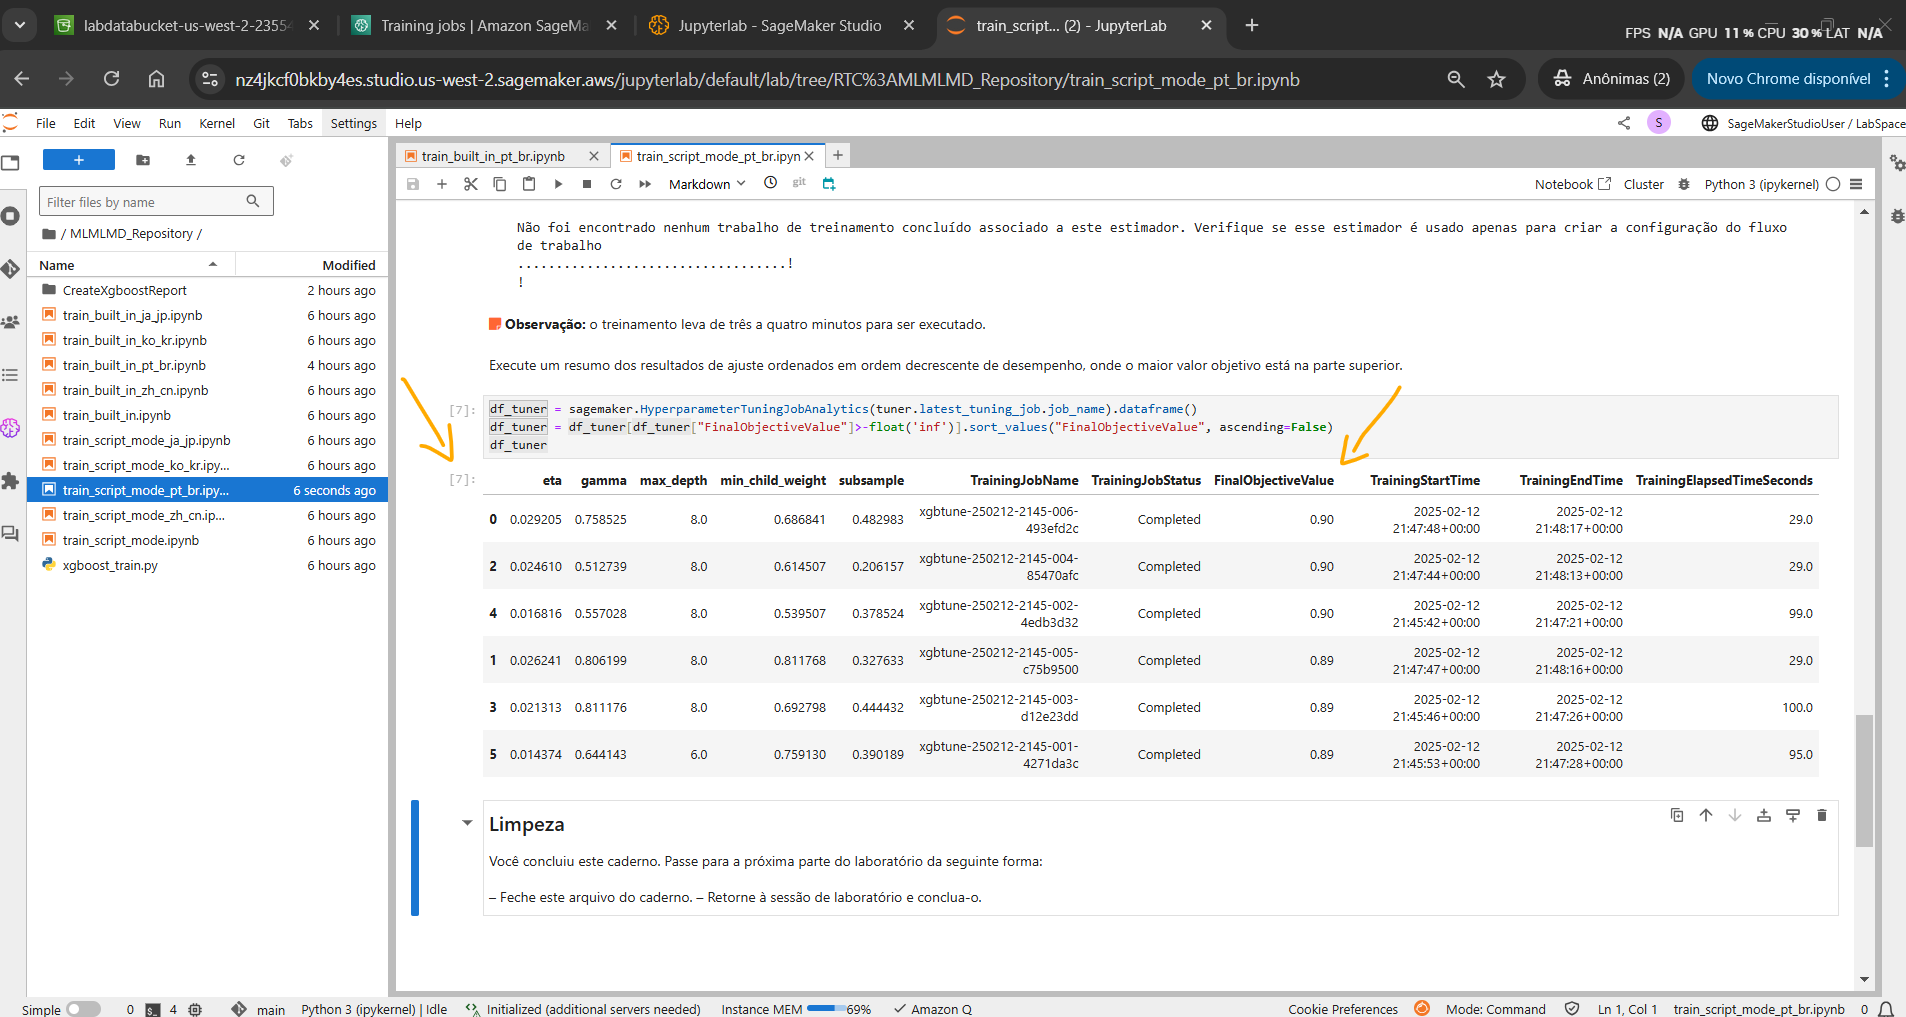 labdatabucket-us-west-2-2355
Training jobs | Amazon SageMa
Jupyterlab - SageMaker Studio
train_script... (2) - JupyterLab
FPS N/A GPU 11 % CPU 30 % LAT N/A
nz4jkcf0bkby4es.studio.us-west-2.sagemaker.aws/jupyterlab/default/lab/tree/RTC%3AMLMLMD_Repository/train_script_mode_pt_br.ipynb
Anônimas (2)
Novo Chrome disponível
File Edit View Run Kernel Git Tabs Settings Help
S
SageMakerStudioUser / LabSpace
Filter files by name
/ MLMLMD_Repository /
Name Modified
CreateXgboostReport 2 hours ago
train_built_in_ja_jp.ipynb 6 hours ago
train_built_in_ko_kr.ipynb 6 hours ago
train_built_in_pt_br.ipynb 4 hours ago
train_built_in_zh_cn.ipynb 6 hours ago
train_built_in.ipynb 6 hours ago
train_script_mode_ja_jp.ipynb 6 hours ago
train_script_mode_ko_kr.ipy... 6 hours ago
train_script_mode_pt_br.ipy... 6 seconds ago
train_script_mode_zh_cn.ip... 6 hours ago
train_script_mode.ipynb 6 hours ago
xgboost_train.py 6 hours ago
train_built_in_pt_br.ipynb
train_script_mode_pt_br.ipyn
Markdown
git
Notebook
Cluster
Python 3 (ipykernel)
Não foi encontrado nenhum trabalho de treinamento concluído associado a este estimador. Verifique se esse estimador é usado apenas para criar a configuração do fluxo
de trabalho
...................................!
!
Observação: o treinamento leva de três a quatro minutos para ser executado.
Execute um resumo dos resultados de ajuste ordenados em ordem decrescente de desempenho, onde o maior valor objetivo está na parte superior.
[7]: df_tuner = sagemaker.HyperparameterTuningJobAnalytics(tuner.latest_tuning_job.job_name).dataframe()
df_tuner = df_tuner[df_tuner["FinalObjectiveValue"]>-float('inf')].sort_values("FinalObjectiveValue", ascending=False)
df_tuner
[7]: eta gamma max_depth min_child_weight subsample TrainingJobName TrainingJobStatus FinalObjectiveValue TrainingStartTime TrainingEndTime TrainingElapsedTimeSeconds
0 0.029205 0.758525 8.0 0.686841 0.482983 xgbtune-250212-2145-006-493efd2c Completed 0.90 2025-02-12 21:47:48+00:00 2025-02-12 21:48:17+00:00 29.0
2 0.024610 0.512739 8.0 0.614507 0.206157 xgbtune-250212-2145-004-85470afc Completed 0.90 2025-02-12 21:47:44+00:00 2025-02-12 21:48:13+00:00 29.0
4 0.016816 0.557028 8.0 0.539507 0.378524 xgbtune-250212-2145-002-4edb3d32 Completed 0.90 2025-02-12 21:45:42+00:00 2025-02-12 21:47:21+00:00 99.0
1 0.026241 0.806199 8.0 0.811768 0.327633 xgbtune-250212-2145-005-c75b9500 Completed 0.89 2025-02-12 21:47:47+00:00 2025-02-12 21:48:16+00:00 29.0
3 0.021313 0.811176 8.0 0.692798 0.444432 xgbtune-250212-2145-003-d12e23dd Completed 0.89 2025-02-12 21:45:46+00:00 2025-02-12 21:47:26+00:00 100.0
5 0.014374 0.644143 6.0 0.759130 0.390189 xgbtune-250212-2145-001-4271da3c Completed 0.89 2025-02-12 21:45:53+00:00 2025-02-12 21:47:28+00:00 95.0
Limpeza
Você concluiu este caderno. Passe para a próxima parte do laboratório da seguinte forma:
– Feche este arquivo do caderno. – Retorne à sessão de laboratório e conclua-o.
Simple 0 4 main Python 3 (ipykernel) | Idle Initialized (additional servers needed) Instance MEM 69% Amazon Q Cookie Preferences Mode: Command Ln 1, Col 1 train_script_mode_pt_br.ipynb 0